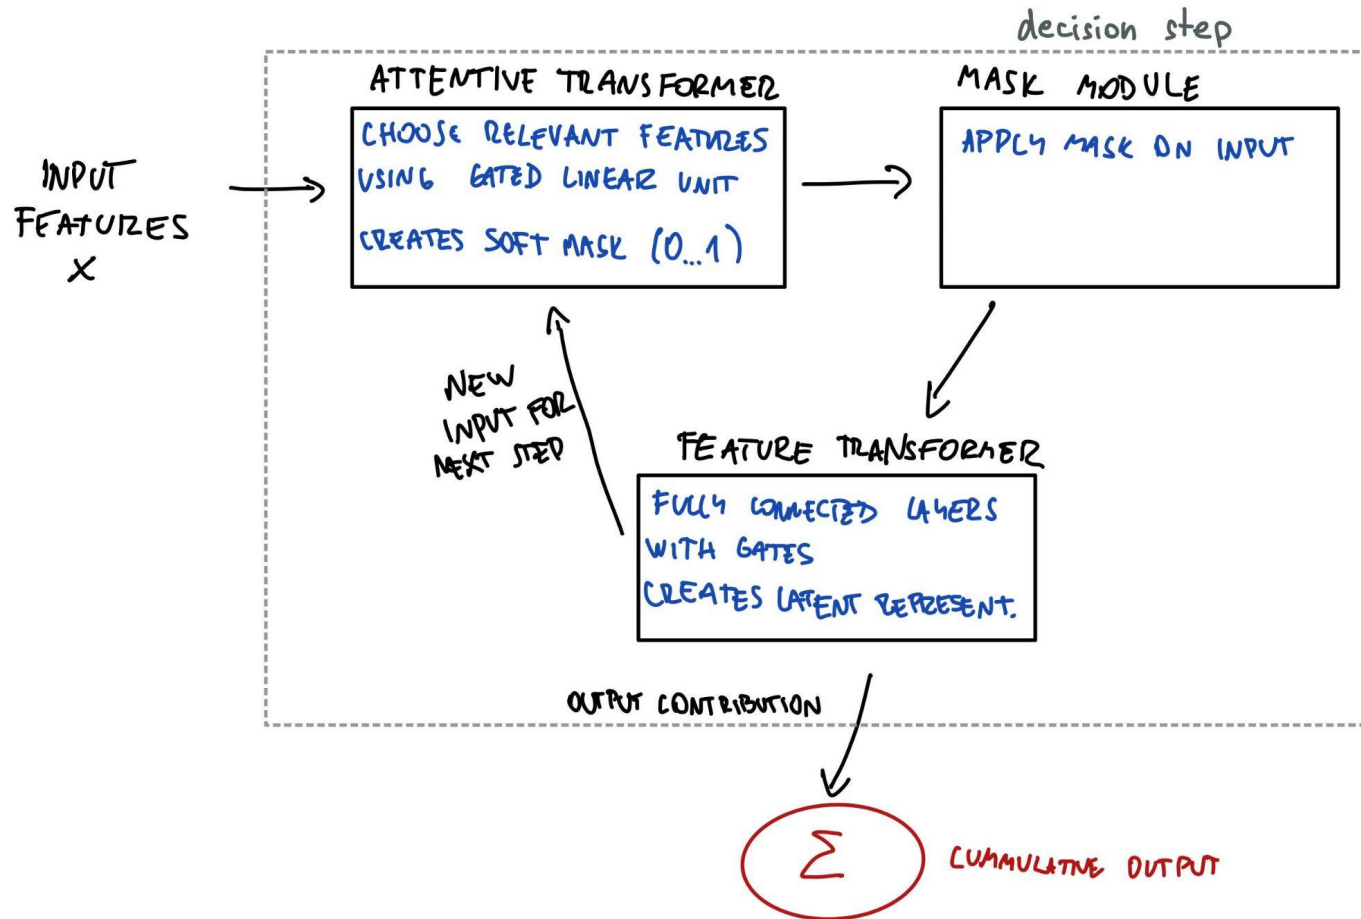 decision step
ATTENTIVE TRANSFORMER
MASK MODULE
INPUT
FEATURES
X
CHOOSE RELEVANT FEATURES
USING GATED LINEAR UNIT
CREATES SOFT MASK (0...1)
APPLY MASK ON INPUT
NEW
INPUT FOR
NEXT STEP
FEATURE TRANSFORMER
FULLY CONNECTED LAYERS
WITH GATES
CREATES LATENT REPRESENT.
OUTPUT CONTRIBUTION
Σ
CUMMULATIVE OUTPUT